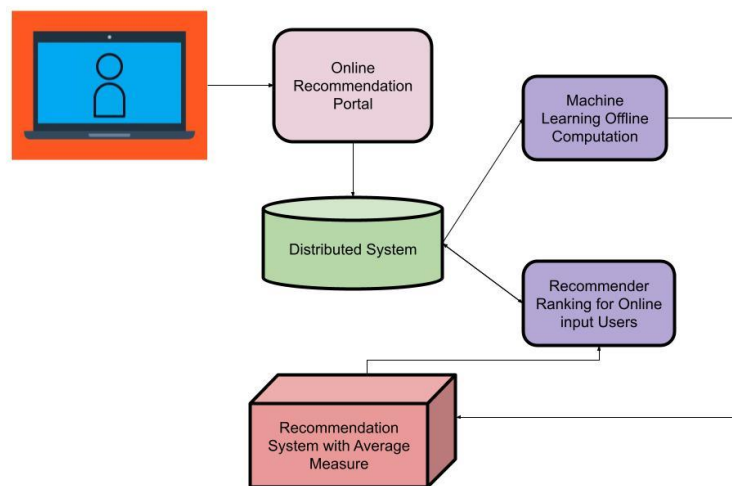 Online
Recommendation
Portal
Machine
Learning Offline
Computation
Distributed System
Recommender
Ranking for Online
input Users
Recommendation
System with Average
Measure